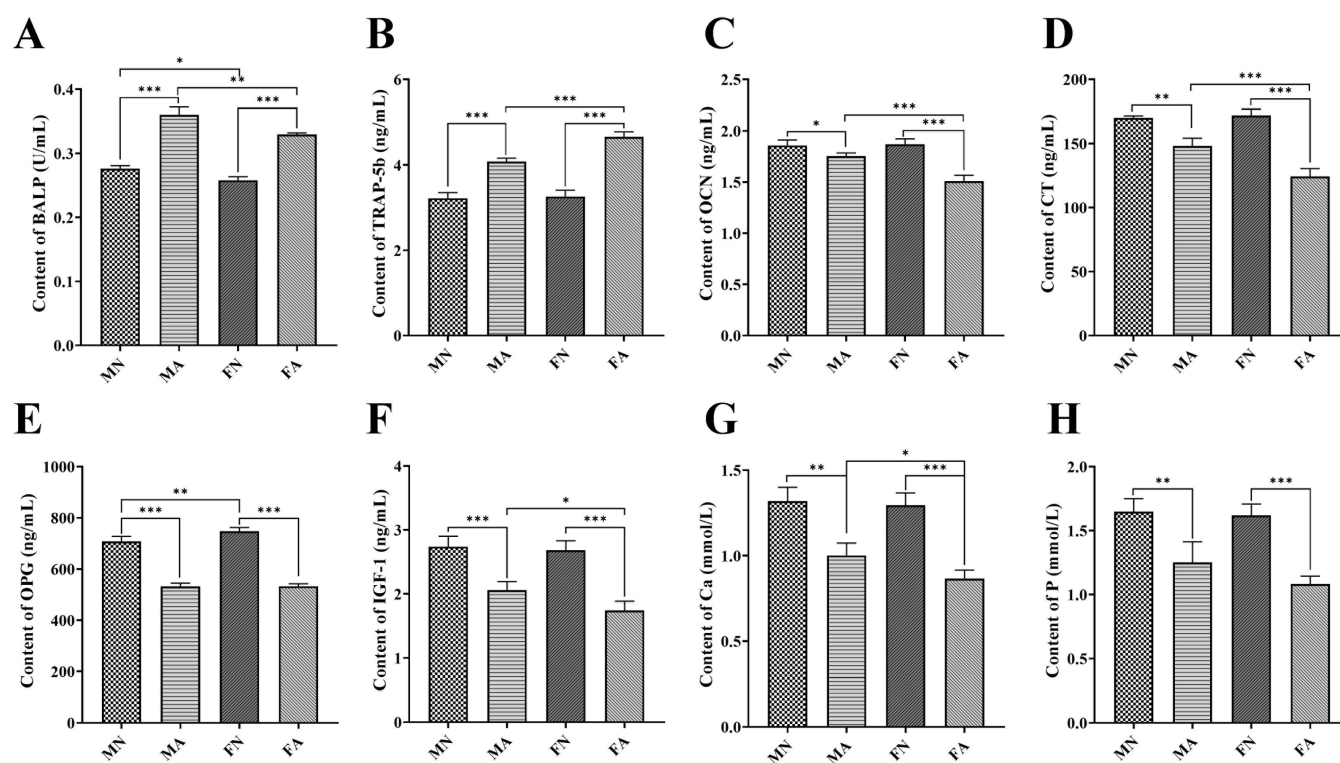 A
Content of BALP (U/mL)
0.4
0.3
0.2
0.1
0.0
*
*** ** ***
MN MA FN FA
B
Content of TRAP-5b (ng/mL)
6
4
2
0
***
*** ***
MN MA FN FA
C
Content of OCN (ng/mL)
2.5
2.0
1.5
1.0
0.5
0.0
***
* ***
MN MA FN FA
D
Content of CT (ng/mL)
200
150
100
50
0
***
** ***
MN MA FN FA
E
Content of OPG (ng/mL)
1000
800
600
400
200
0
**
*** ***
MN MA FN FA
F
Content of IGF-1 (ng/mL)
4
3
2
1
0
*
*** ***
MN MA FN FA
G
Content of Ca (mmol/L)
1.5
1.0
0.5
0.0
*
** ***
MN MA FN FA
H
Content of P (mmol/L)
2.0
1.5
1.0
0.5
0.0
** ***
MN MA FN FA